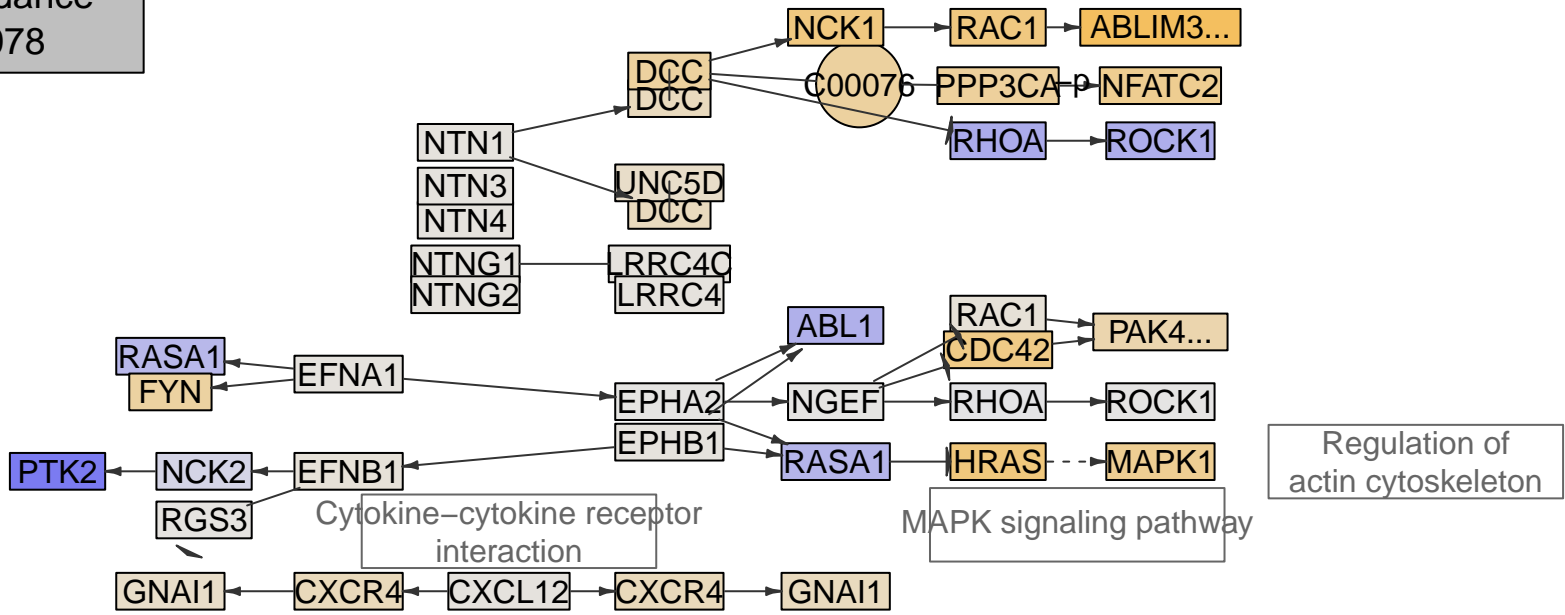 078
NCK1
RAC1
ABLIM3...
DCC
DCC
C00076
PPP3CA
-p
NFATC2
NTN1
RHOA
ROCK1
NTN3
UNC5D
NTN4
DCC
NTNG1
LRRC4C
NTNG2
LRRC4
RAC1
ABL1
PAK4...
RASA1
CDC42
EFNA1
FYN
EPHA2
NGEF
RHOA
ROCK1
EPHB1
Regulation of
actin cytoskeleton
PTK2
NCK2
EFNB1
RASA1
HRAS
MAPK1
RGS3
Cytokine−cytokine receptor
interaction
MAPK signaling pathway
GNAI1
CXCR4
CXCL12
CXCR4
GNAI1